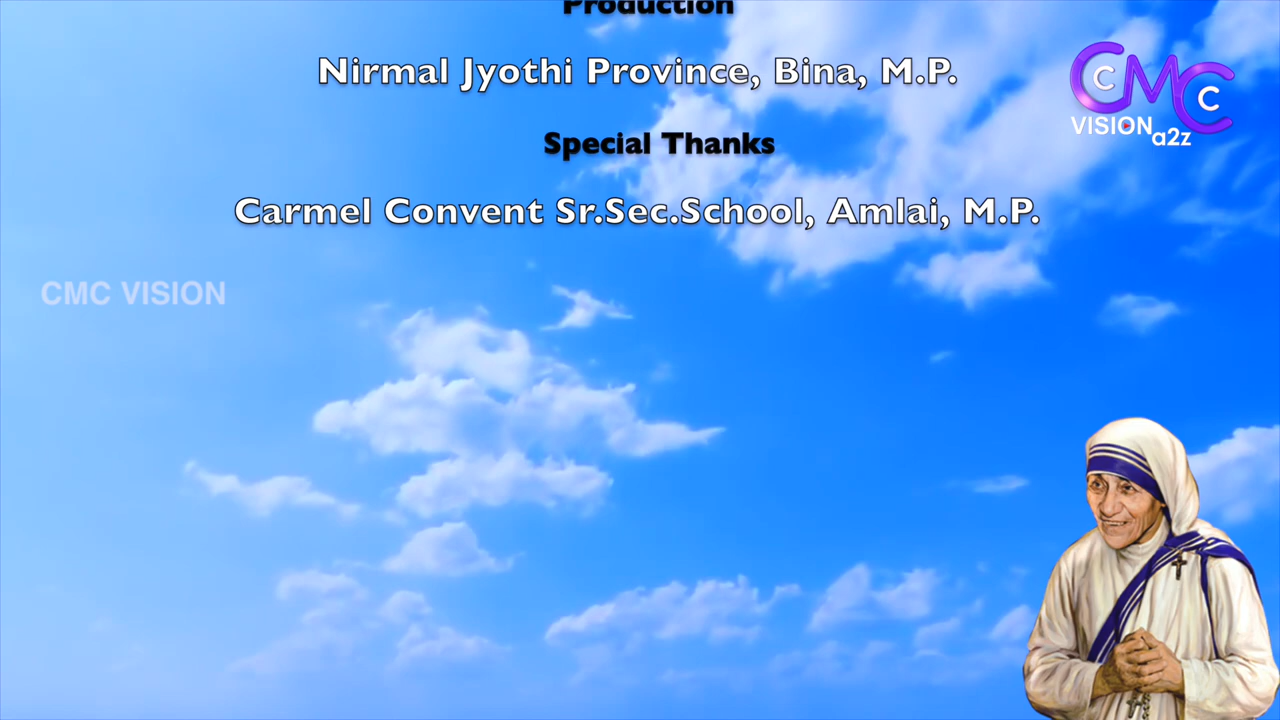 Production
Nirmal Jyothi Province, Bina, M.P.
CMC
C C
VISION
a2z
Special Thanks
Carmel Convent Sr.Sec.School, Amlai, M.P.
CMC VISION